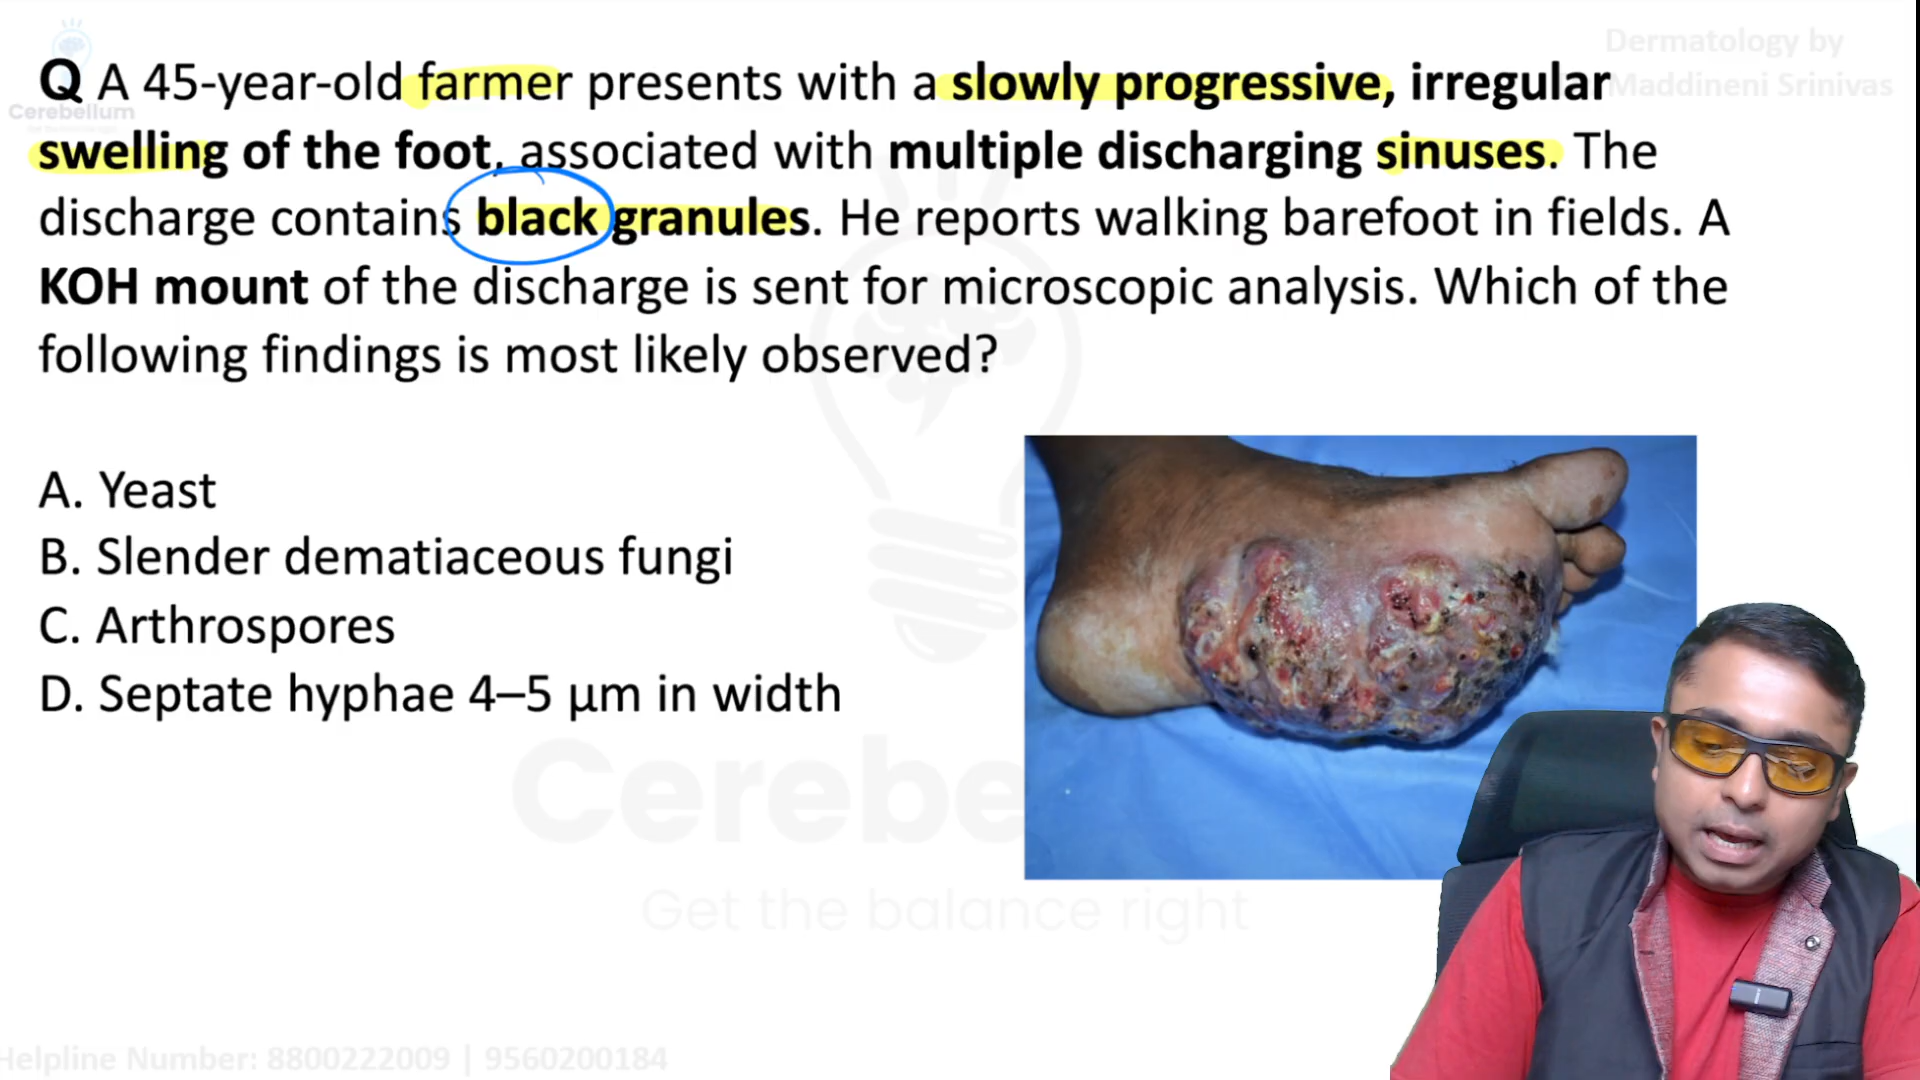 Dermatology by
Maddineni Srinivas
Cerebellum
Q A 45-year-old farmer presents with a slowly progressive, irregular
swelling of the foot, associated with multiple discharging sinuses. The
discharge contains black granules. He reports walking barefoot in fields. A
KOH mount of the discharge is sent for microscopic analysis. Which of the
following findings is most likely observed?
A. Yeast
B. Slender dematiaceous fungi
C. Arthrospores
D. Septate hyphae 4–5 µm in width
Cerebe
Get the balance right
Helpline Number: 8800222009 | 9560200184